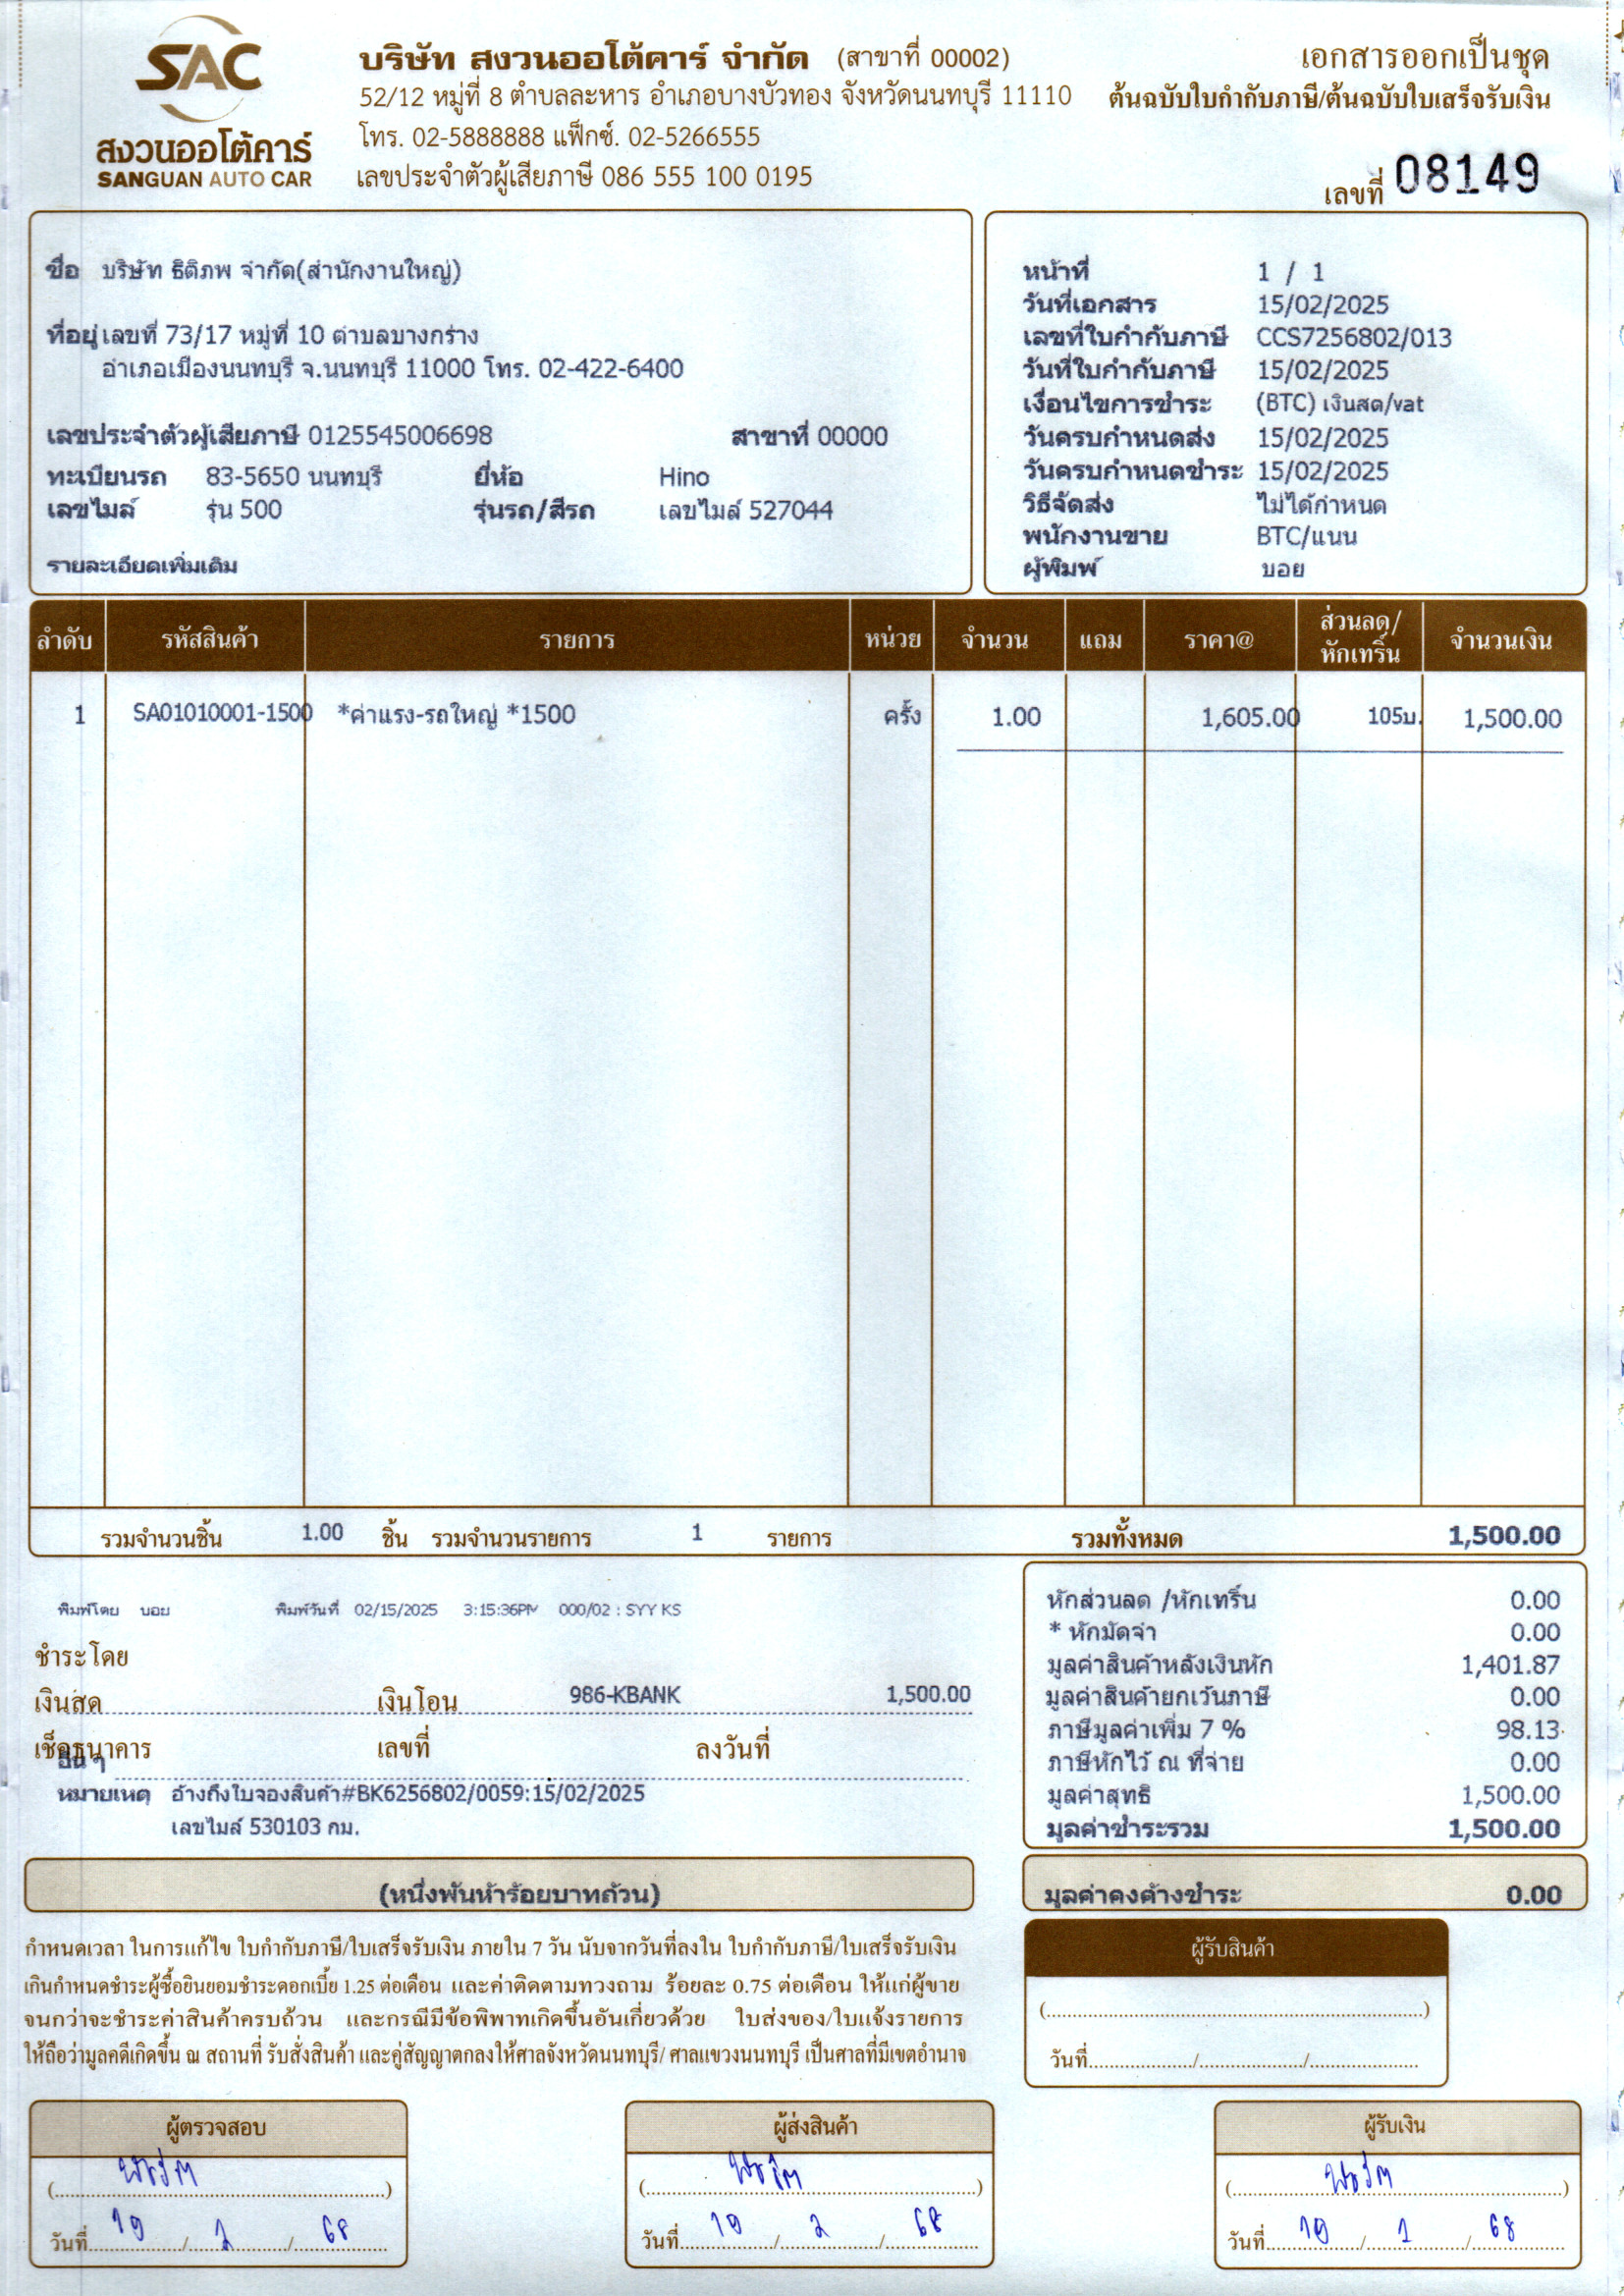 SAC
สงวนออโต้คาร์
SANGUAN AUTO CAR
บริษัท สงวนออโต้คาร์ จำกัด (สาขาที่ 00002)
52/12 หมู่ที่ 8 ตำบลละหาร อำเภอบางบัวทอง จังหวัดนนทบุรี 11110
โทร. 02-5888888 แฟ็กซ์. 02-5266555
เลขประจำตัวผู้เสียภาษี 086 555 100 0195
เอกสารออกเป็นชุด
ต้นฉบับใบกำกับภาษี/ต้นฉบับใบเสร็จรับเงิน
เลขที่ 08149
ชื่อ บริษัท ธิติภพ จำกัด(สำนักงานใหญ่)
ที่อยู่ เลขที่ 73/17 หมู่ที่ 10 ตำบลบางกร่าง
อำเภอเมืองนนทบุรี จ.นนทบุรี 11000 โทร. 02-422-6400
เลขประจำตัวผู้เสียภาษี 0125545006698 สาขาที่ 00000
ทะเบียนรถ 83-5650 นนทบุรี ยี่ห้อ Hino
เลขไมล์ รุ่น 500 รุ่นรถ/สีรถ เลขไมล์ 527044
รายละเอียดเพิ่มเติม
หน้าที่ 1 / 1
วันที่เอกสาร 15/02/2025
เลขที่ใบกำกับภาษี CCS7256802/013
วันที่ใบกำกับภาษี 15/02/2025
เงื่อนไขการชำระ (BTC) เงินสด/vat
วันครบกำหนดส่ง 15/02/2025
วันครบกำหนดชำระ 15/02/2025
วิธีจัดส่ง ไม่ได้กำหนด
พนักงานขาย BTC/แนน
ผู้พิมพ์ บอย
ลำดับ รหัสสินค้า รายการ หน่วย จำนวน แถม ราคา@ ส่วนลด/หักเทริ์น จำนวนเงิน
1 SA01010001-1500 *ค่าแรง-รถใหญ่ *1500 ครั้ง 1.00 1,605.00 105บ. 1,500.00
รวมจำนวนชิ้น 1.00 ชิ้น รวมจำนวนรายการ 1 รายการ รวมทั้งหมด 1,500.00
พิมพ์โดย บอย พิมพ์วันที่ 02/15/2025 3:15:36PM 000/02 : SYY KS
ชำระโดย
เงินสด เงินโอน 986-KBANK 1,500.00
เช็คธนาคาร เลขที่ ลงวันที่
อื่นๆ
หมายเหตุ อ้างถึงใบจองสินค้า#BK6256802/0059:15/02/2025
เลขไมล์ 530103 กม.
หักส่วนลด /หักเทริ์น 0.00
* หักมัดจำ 0.00
มูลค่าสินค้าหลังเงินหัก 1,401.87
มูลค่าสินค้ายกเว้นภาษี 0.00
ภาษีมูลค่าเพิ่ม 7 % 98.13
ภาษีหักไว้ ณ ที่จ่าย 0.00
มูลค่าสุทธิ 1,500.00
มูลค่าชำระรวม 1,500.00
(หนึ่งพันห้าร้อยบาทถ้วน)
มูลค่าคงค้างชำระ 0.00
กำหนดเวลา ในการแก้ไข ใบกำกับภาษี/ใบเสร็จรับเงิน ภายใน 7 วัน นับจากวันที่ลงใน ใบกำกับภาษี/ใบเสร็จรับเงิน
เกินกำหนดชำระผู้ซื้อยินยอมชำระดอกเบี้ย 1.25 ต่อเดือน และค่าติดตามทวงถาม ร้อยละ 0.75 ต่อเดือน ให้แก่ผู้ขาย
จนกว่าจะชำระค่าสินค้าครบถ้วน และกรณีมีข้อพิพาทเกิดขึ้นอันเกี่ยวด้วย ใบส่งของ/ใบแจ้งรายการ
ให้ถือว่ามูลคดีเกิดขึ้น ณ สถานที่ รับสั่งสินค้า และคู่สัญญาตกลงให้ศาลจังหวัดนนทบุรี/ ศาลแขวงนนทบุรี เป็นศาลที่มีเขตอำนาจ
ผู้รับสินค้า
(....................)
วันที่........../........../..........
ผู้ตรวจสอบ
วันที่ / 2 / 68
ผู้ส่งสินค้า
วันที่ / 2 / 68
ผู้รับเงิน
วันที่ / / 68